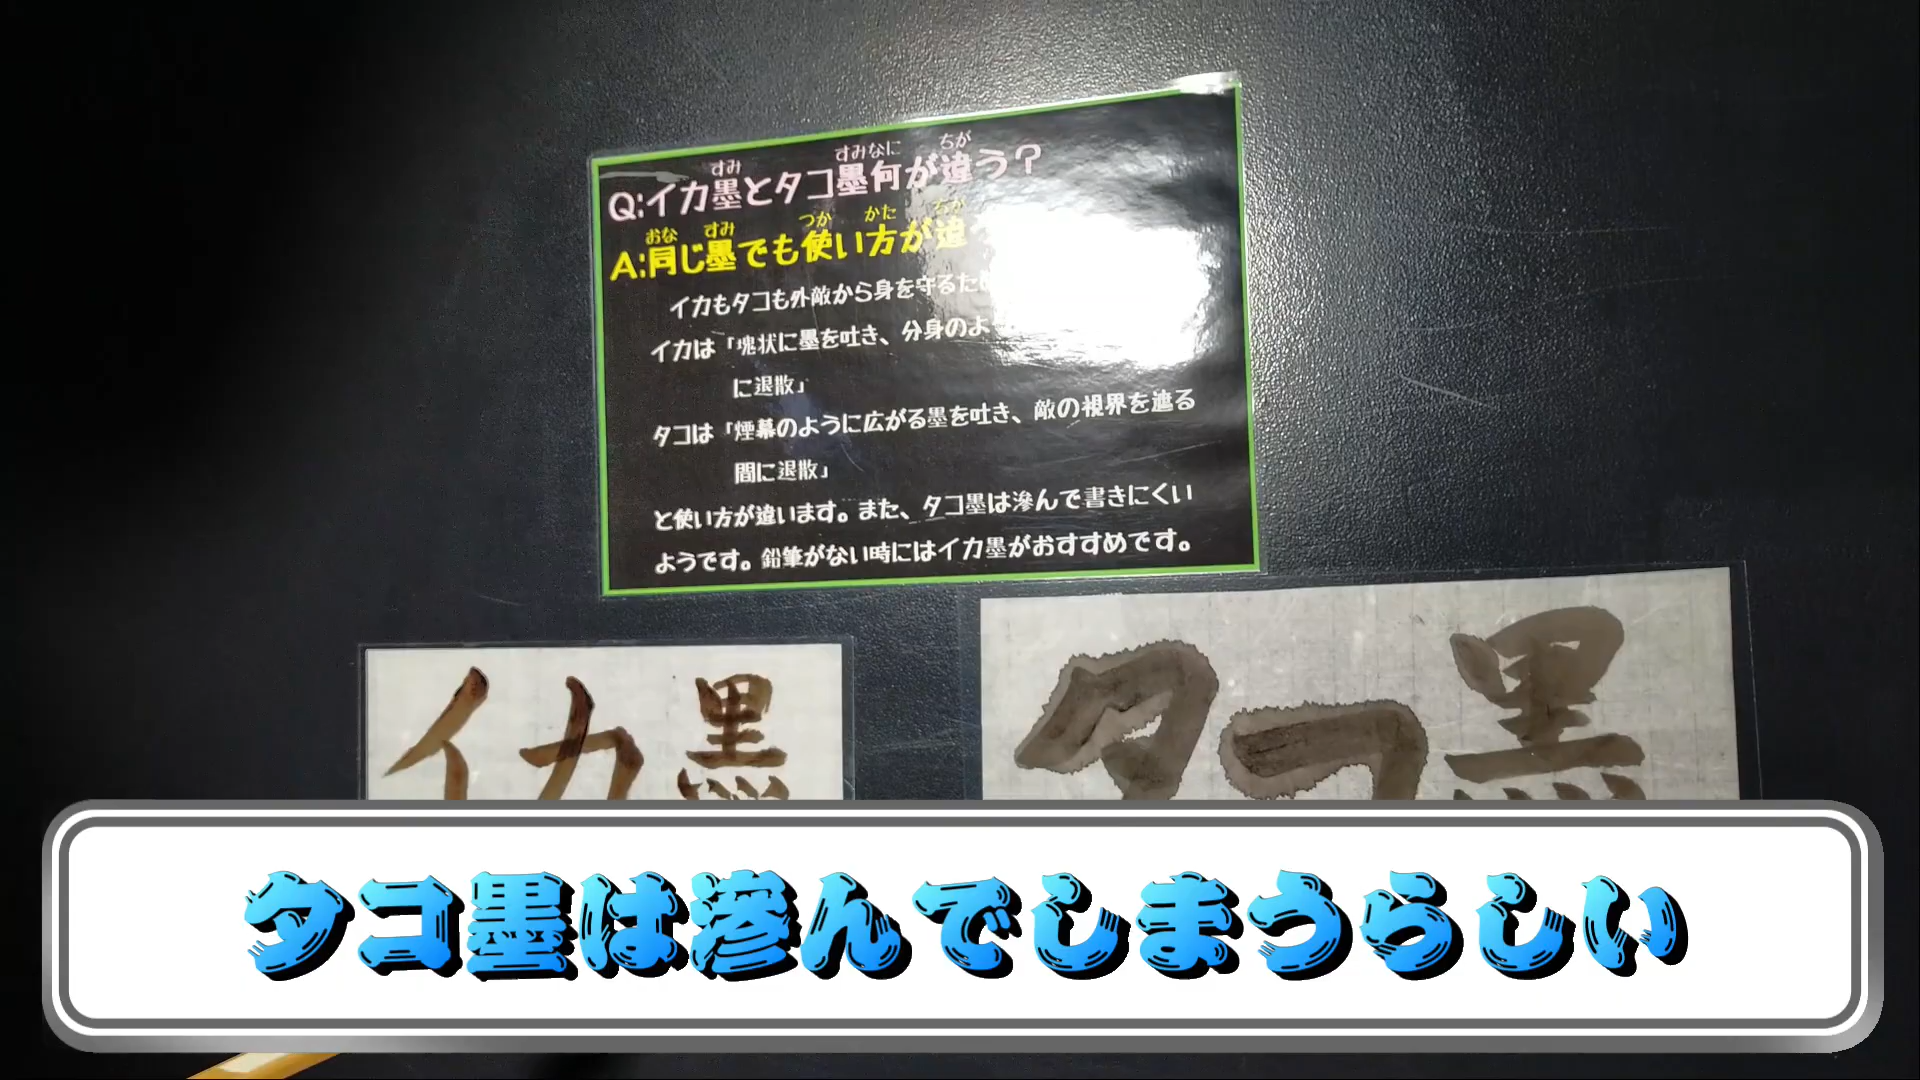 Q:イカ墨とタコ墨何が違う?
A:同じ墨でも使い方が違
イカもタコも外敵から身を守るため
イカは「塊状に墨を吐き、分身のよ
に退散」
タコは「煙幕のように広がる墨を吐き、敵の視界を遮る
間に退散」
と使い方が違います。また、タコ墨は滲んで書きにくい
ようです。鉛筆がない時にはイカ墨がおすすめです。
イカ墨
タコ墨
タコ墨は滲んでしまうらしい